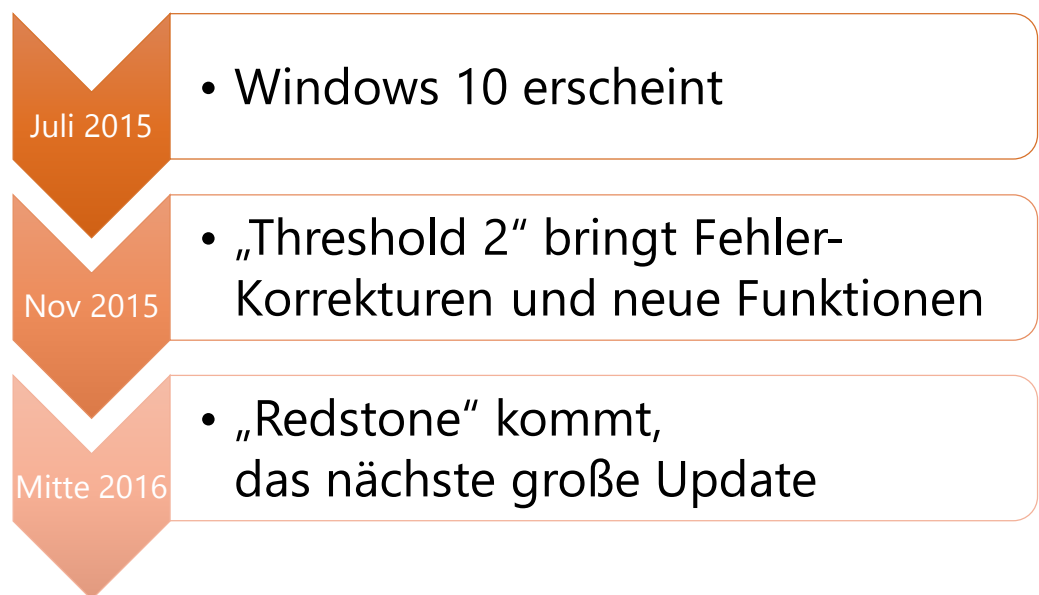 Juli 2015
• Windows 10 erscheint
Nov 2015
• „Threshold 2“ bringt Fehler-
Korrekturen und neue Funktionen
Mitte 2016
• „Redstone“ kommt,
das nächste große Update